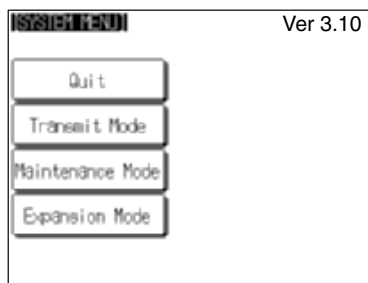 [SYSTEM MENU]
Ver 3.10
Quit
Transmit Mode
Maintenance Mode
Expansion Mode